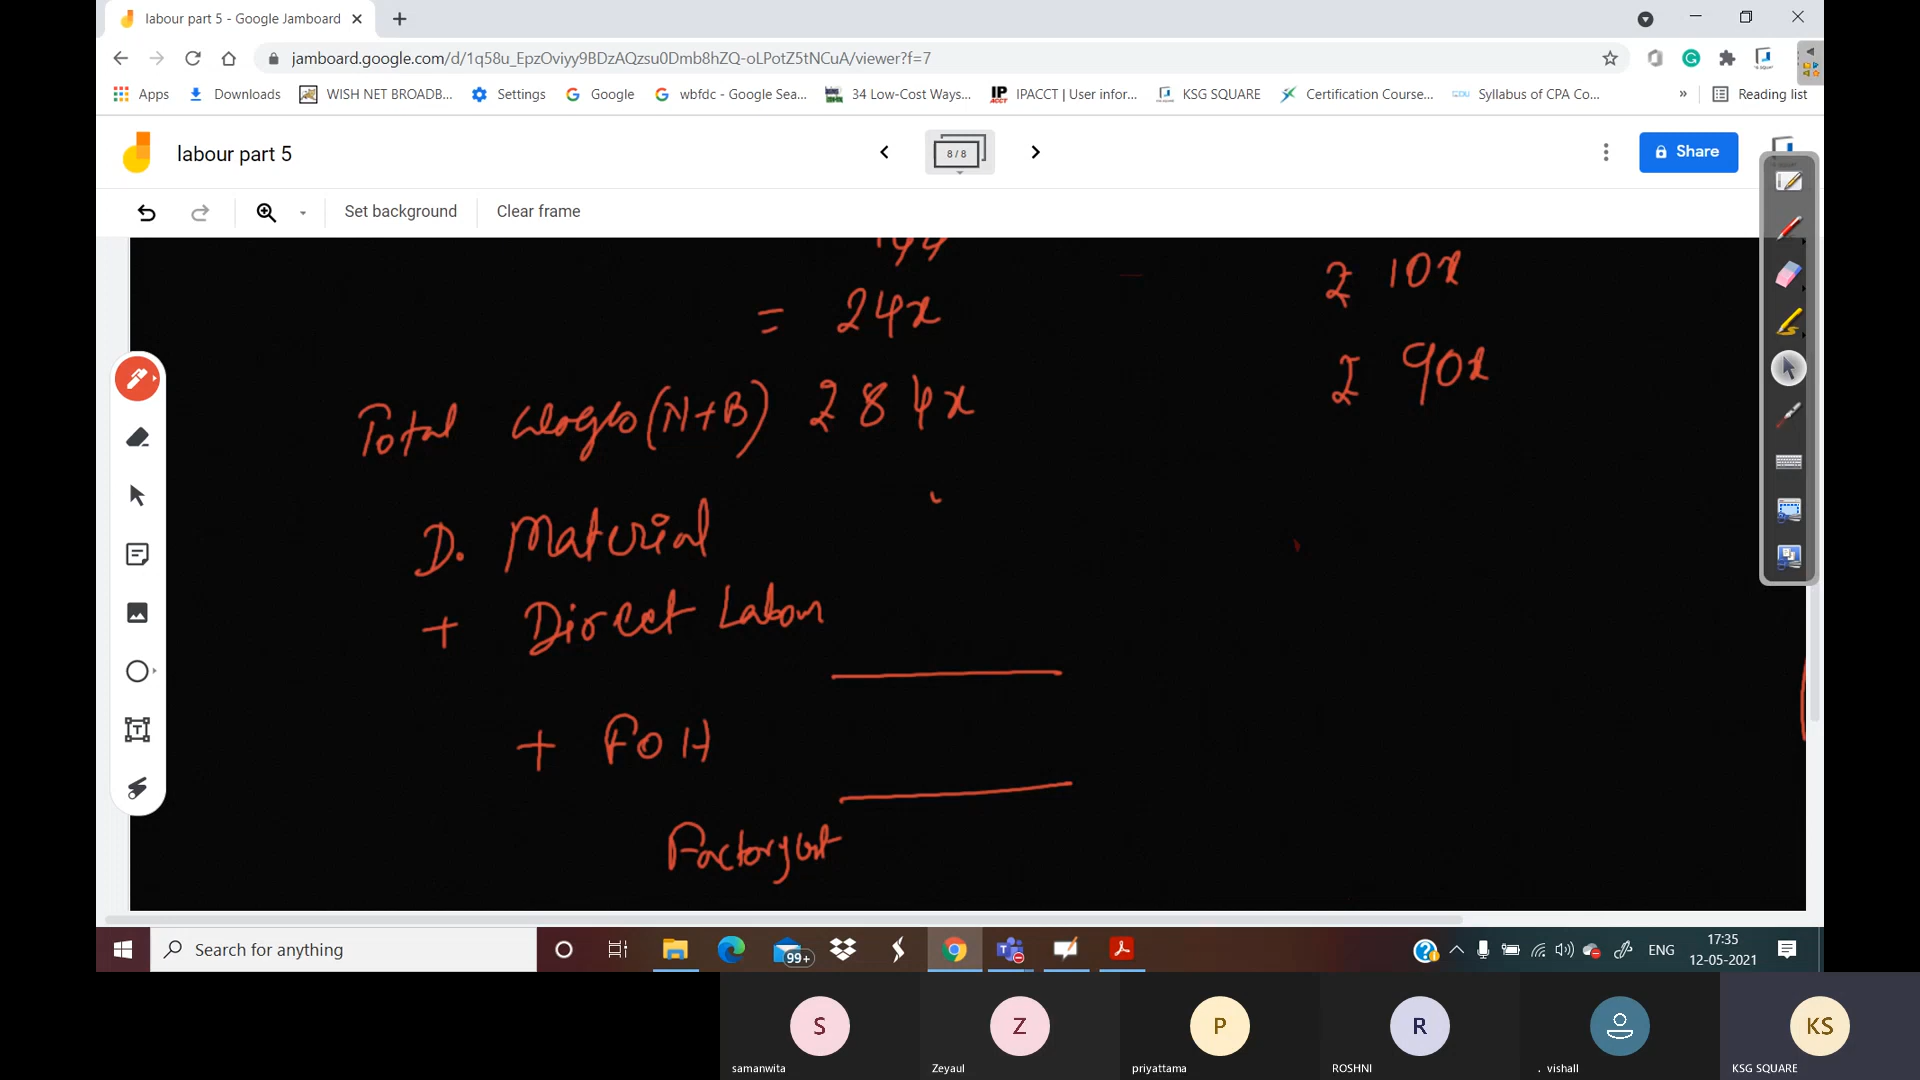 labour part 5 - Google Jamboard
jamboard.google.com/d/1q58u_EpzOviyy9BDzAQzsu0Dmb8hZQ-oLPotZ5tNCuA/viewer?f=7
Apps Downloads WISH NET BROADB... Settings Google wbfdc - Google Sea... 34 Low-Cost Ways... IPACCT | User infor... KSG SQUARE Certification Course... Syllabus of CPA Co... » Reading list
labour part 5
8 / 8
Share
Set background Clear frame
= 10x
= 24x
= 90x
Total wages (N+B) = 84x
D. Material
+ Direct Labour
+ FOH
Factory Cost
Search for anything
99+
ENG
17:35
12-05-2021
S Z P R KS
samanwita Zeyaul priyattama ROSHNI . vishall KSG SQUARE